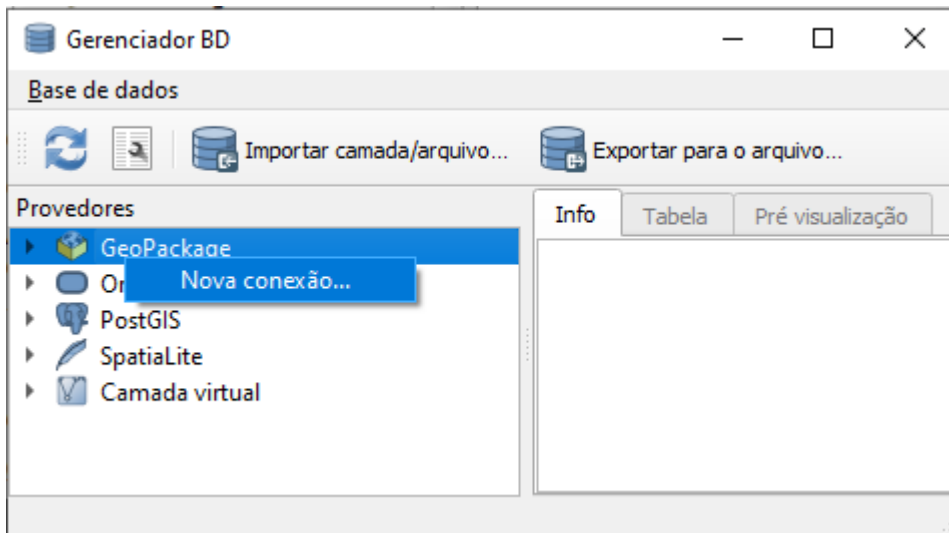 Gerenciador BD
Base de dados
Importar camada/arquivo... Exportar para o arquivo...
Provedores
Info Tabela Pré visualização
GeoPackage
Nova conexão...
PostGIS
SpatiaLite
Camada virtual